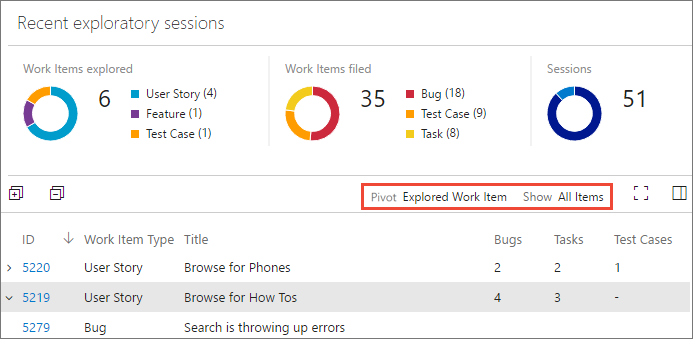 Recent exploratory sessions
Work Items explored
6
User Story (4)
Feature (1)
Test Case (1)
Work Items filed
35
Bug (18)
Test Case (9)
Task (8)
Sessions
51
Pivot Explored Work Item Show All Items
ID Work Item Type Title Bugs Tasks Test Cases
5220 User Story Browse for Phones 2 2 1
5219 User Story Browse for How Tos 4 3 -
5279 Bug Search is throwing up errors